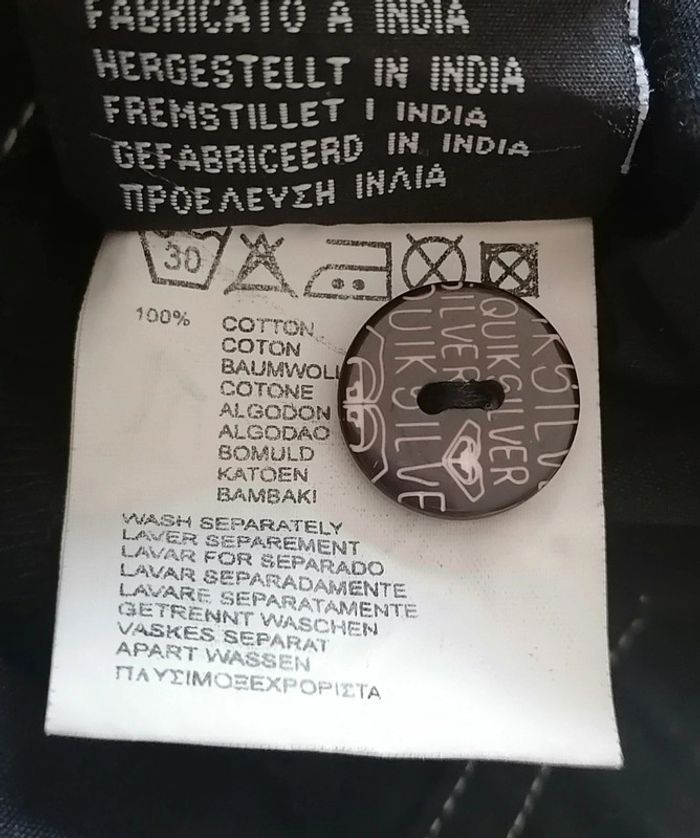 FABRICATO A INDIA
HERGESTELLT IN INDIA
FREMSTILLET I INDIA
GEFABRICEERD IN INDIA
ΠΡΟΕΛΕΥΣΗ ΙΝΛΙΑ
30
100% COTTON
COTON
BAUMWOLL
COTONE
ALGODON
ALGODAO
BOMULD
KATOEN
BAMBAKI
QUIKSILVER
WASH SEPARATELY
LAVER SEPAREMENT
LAVAR FOR SEPARADO
LAVAR SEPARADAMENTE
LAVARE SEPARATAMENTE
GETRENNT WASCHEN
VASKES SEPARAT
APART WASSEN
ΠΛΥΣΙΜΟΞΕΧΡΟΡΙΣΤΑ